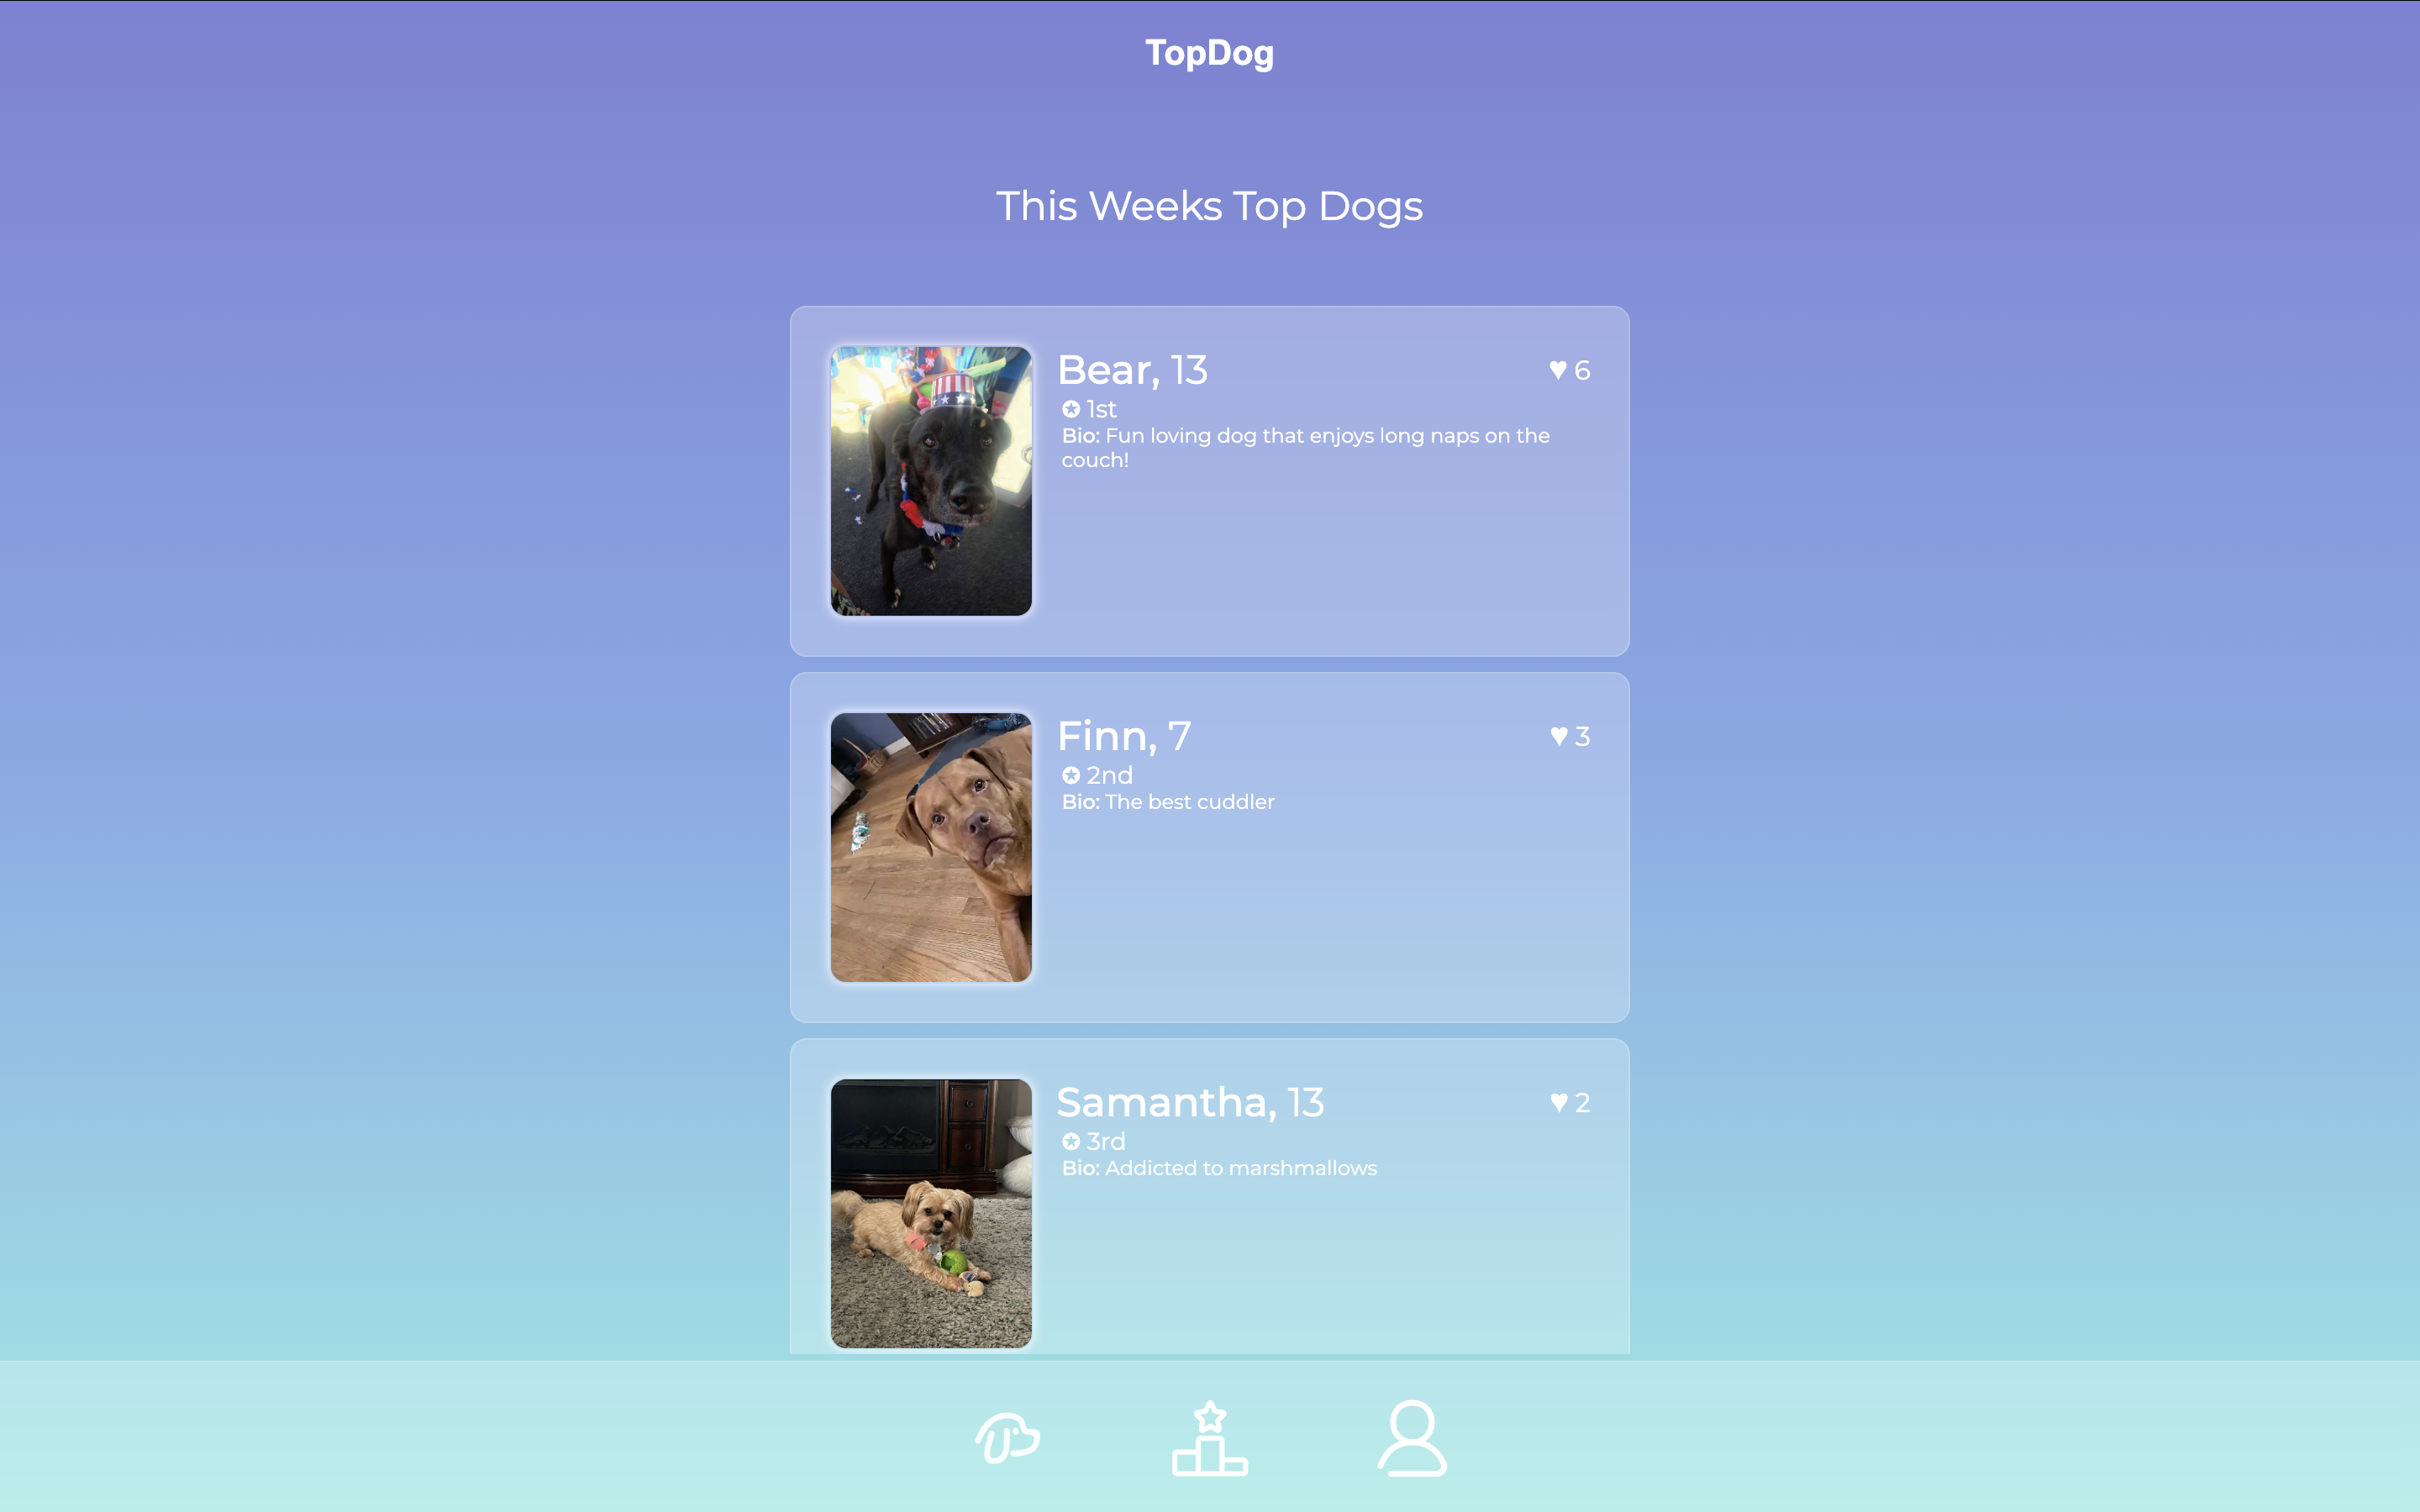 TopDog
This Weeks Top Dogs
Bear, 13
♥ 6
✪ 1st
Bio: Fun loving dog that enjoys long naps on the
couch!
Finn, 7
♥ 3
✪ 2nd
Bio: The best cuddler
Samantha, 13
♥ 2
✪ 3rd
Bio: Addicted to marshmallows